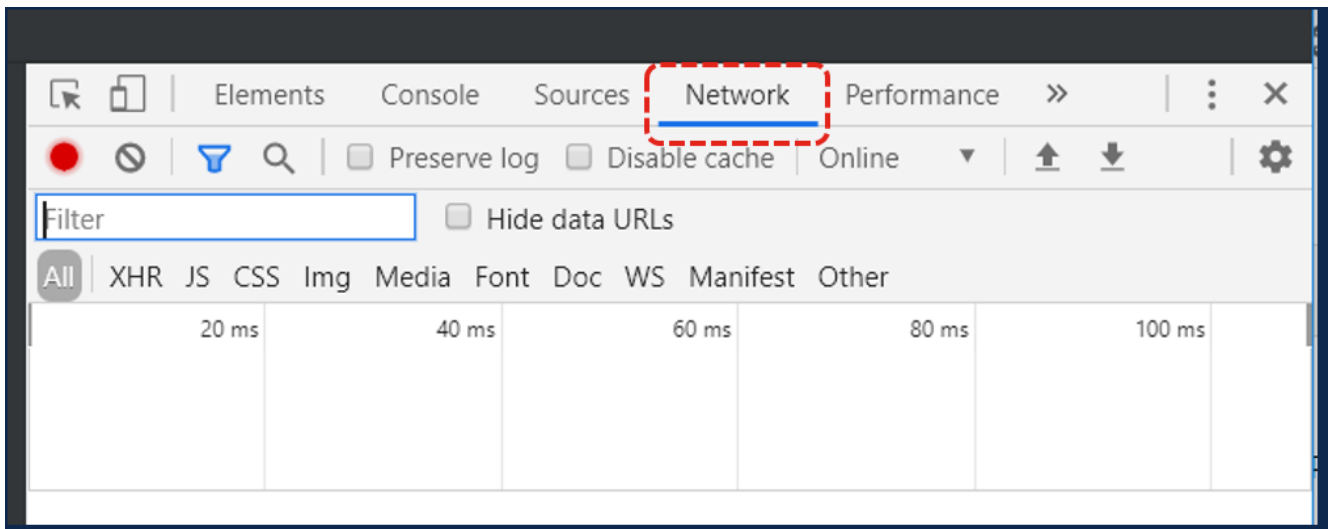 Elements Console Sources Network Performance
Preserve log Disable cache Online
Filter Hide data URLs
All XHR JS CSS Img Media Font Doc WS Manifest Other
20 ms 40 ms 60 ms 80 ms 100 ms